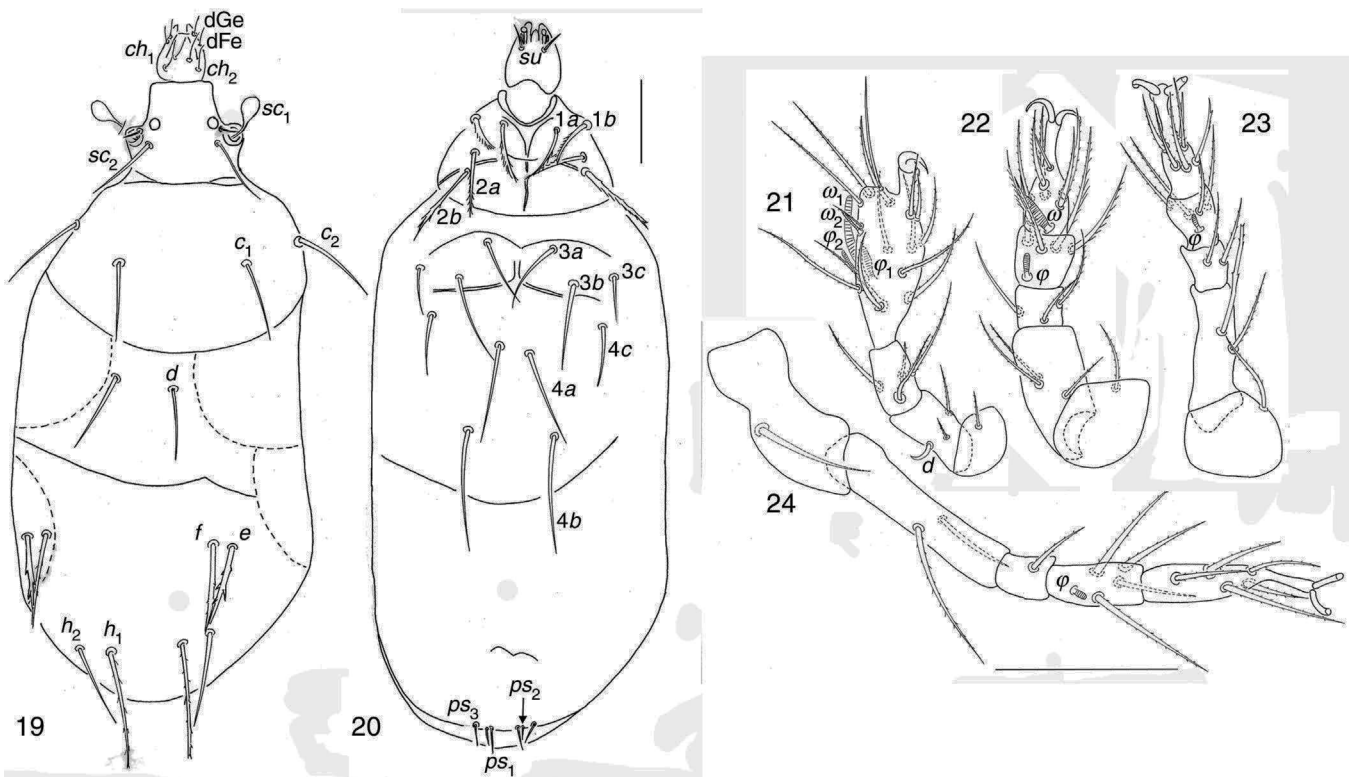 dGe
dFe
ch1
ch2
sc1
sc2
c1
c2
d
f
e
h2
h1
19
su
1a
1b
2a
2b
3a
3b
3c
4c
4a
4b
ps2
ps3
ps1
20
21
ω1
ω2
φ2
φ1
d
22
ω
φ
23
φ
24
φ